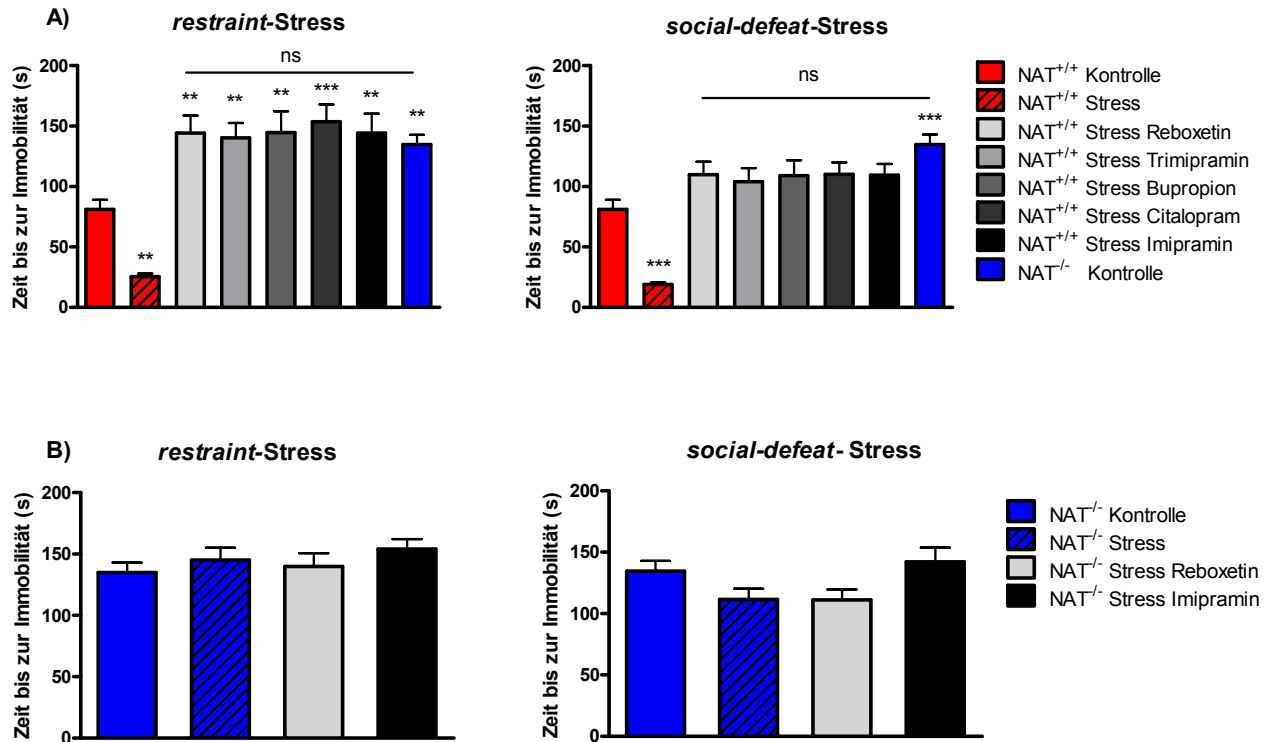 A)
restraint-Stress
Zeit bis zur Immobilität (s)
200
150
100
50
0
ns
**
**
**
**
***
**
**
social-defeat-Stress
Zeit bis zur Immobilität (s)
200
150
100
50
0
ns
***
***
NAT+/+ Kontrolle
NAT+/+ Stress
NAT+/+ Stress Reboxetin
NAT+/+ Stress Trimipramin
NAT+/+ Stress Bupropion
NAT+/+ Stress Citalopram
NAT+/+ Stress Imipramin
NAT-/- Kontrolle
B)
restraint-Stress
Zeit bis zur Immobilität (s)
200
150
100
50
0
social-defeat- Stress
Zeit bis zur Immobilität (s)
200
150
100
50
0
NAT-/- Kontrolle
NAT-/- Stress
NAT-/- Stress Reboxetin
NAT-/- Stress Imipramin